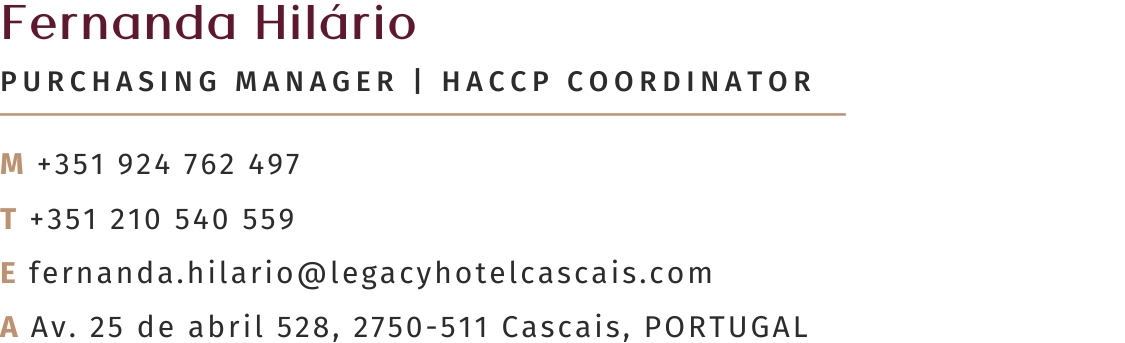 Fernanda Hilário
PURCHASING MANAGER | HACCP COORDINATOR
M +351 924 762 497
T +351 210 540 559
E fernanda.hilario@legacyhotelcascais.com
A Av. 25 de abril 528, 2750-511 Cascais, PORTUGAL